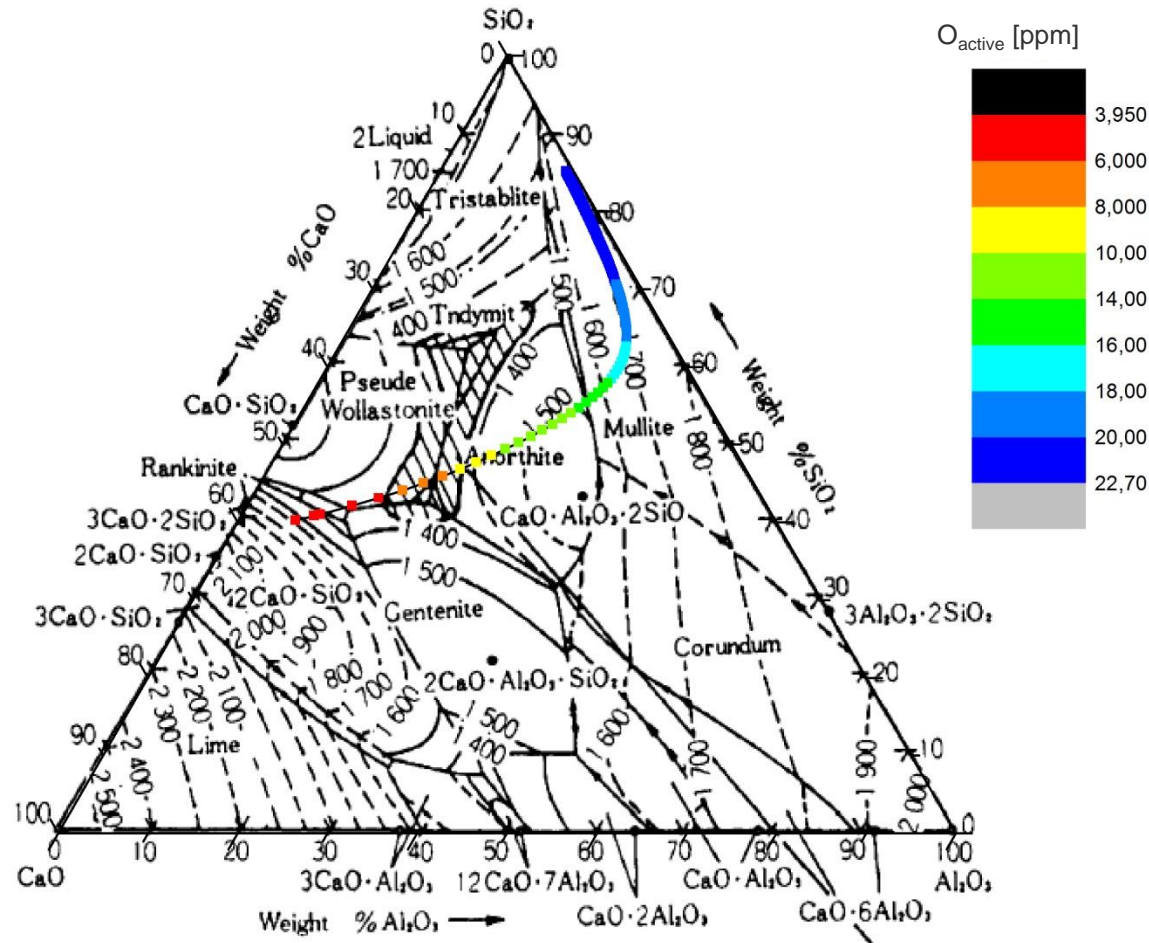 SiO₂
O_active [ppm]
0 100
3,950
6,000
8,000
10,00
14,00
16,00
18,00
20,00
22,70
10
2Liquid
90
1 700
20
Tristablite
80
Weight %CaO
30
1 600
1 500
70
400
Tndymit
1 500
1 600
40
1 400
1 700
60
Weight %SiO₂
Pseude
Wollastonite
CaO·SiO₂
50
1,500
Mullite
50
1 800
Rankinite
Anorthite
60
3CaO·2SiO₂
CaO·Al₂O₃·2SiO
40
2CaO·SiO₂
1 400
2 100
1 500
70
2CaO·SiO₂
30
3CaO·SiO₂
Gentenite
3Al₂O₃·2SiO₂
2 000
900
Corundum
80
1 800
2CaO·Al₂O₃·SiO₂
20
2 100
2 200
2 300
700
1 600
500
90
Lime
400
1 600
10
2 400
1 700
1 900
2 500
2 000
100
0
0 10 20 30 40 50 60 70 80 90 100
CaO
3CaO·Al₂O₃
12CaO·7Al₂O₃
CaO·Al₂O₃
Al₂O₃
Weight %Al₂O₃
CaO·2Al₂O₃
CaO·6Al₂O₃